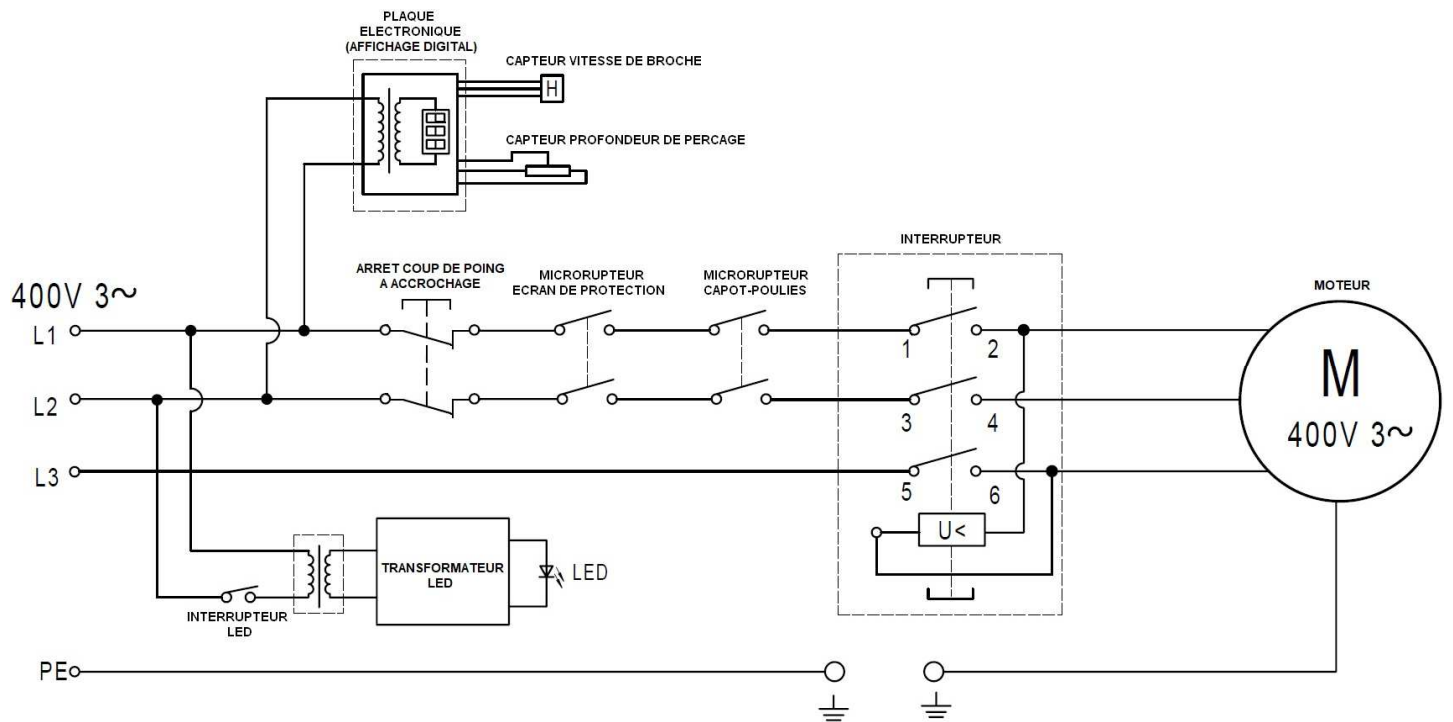 PLAQUE
ELECTRONIQUE
(AFFICHAGE DIGITAL)
CAPTEUR VITESSE DE BROCHE
H
CAPTEUR PROFONDEUR DE PERCAGE
INTERRUPTEUR
ARRET COUP DE POING
A ACCROCHAGE
MICRORUPTEUR
ECRAN DE PROTECTION
MICRORUPTEUR
CAPOT-POULIES
MOTEUR
400V 3~
L1
1
2
L2
3
4
M
400V 3~
L3
5
6
U<
TRANSFORMATEUR
LED
LED
INTERRUPTEUR
LED
PE